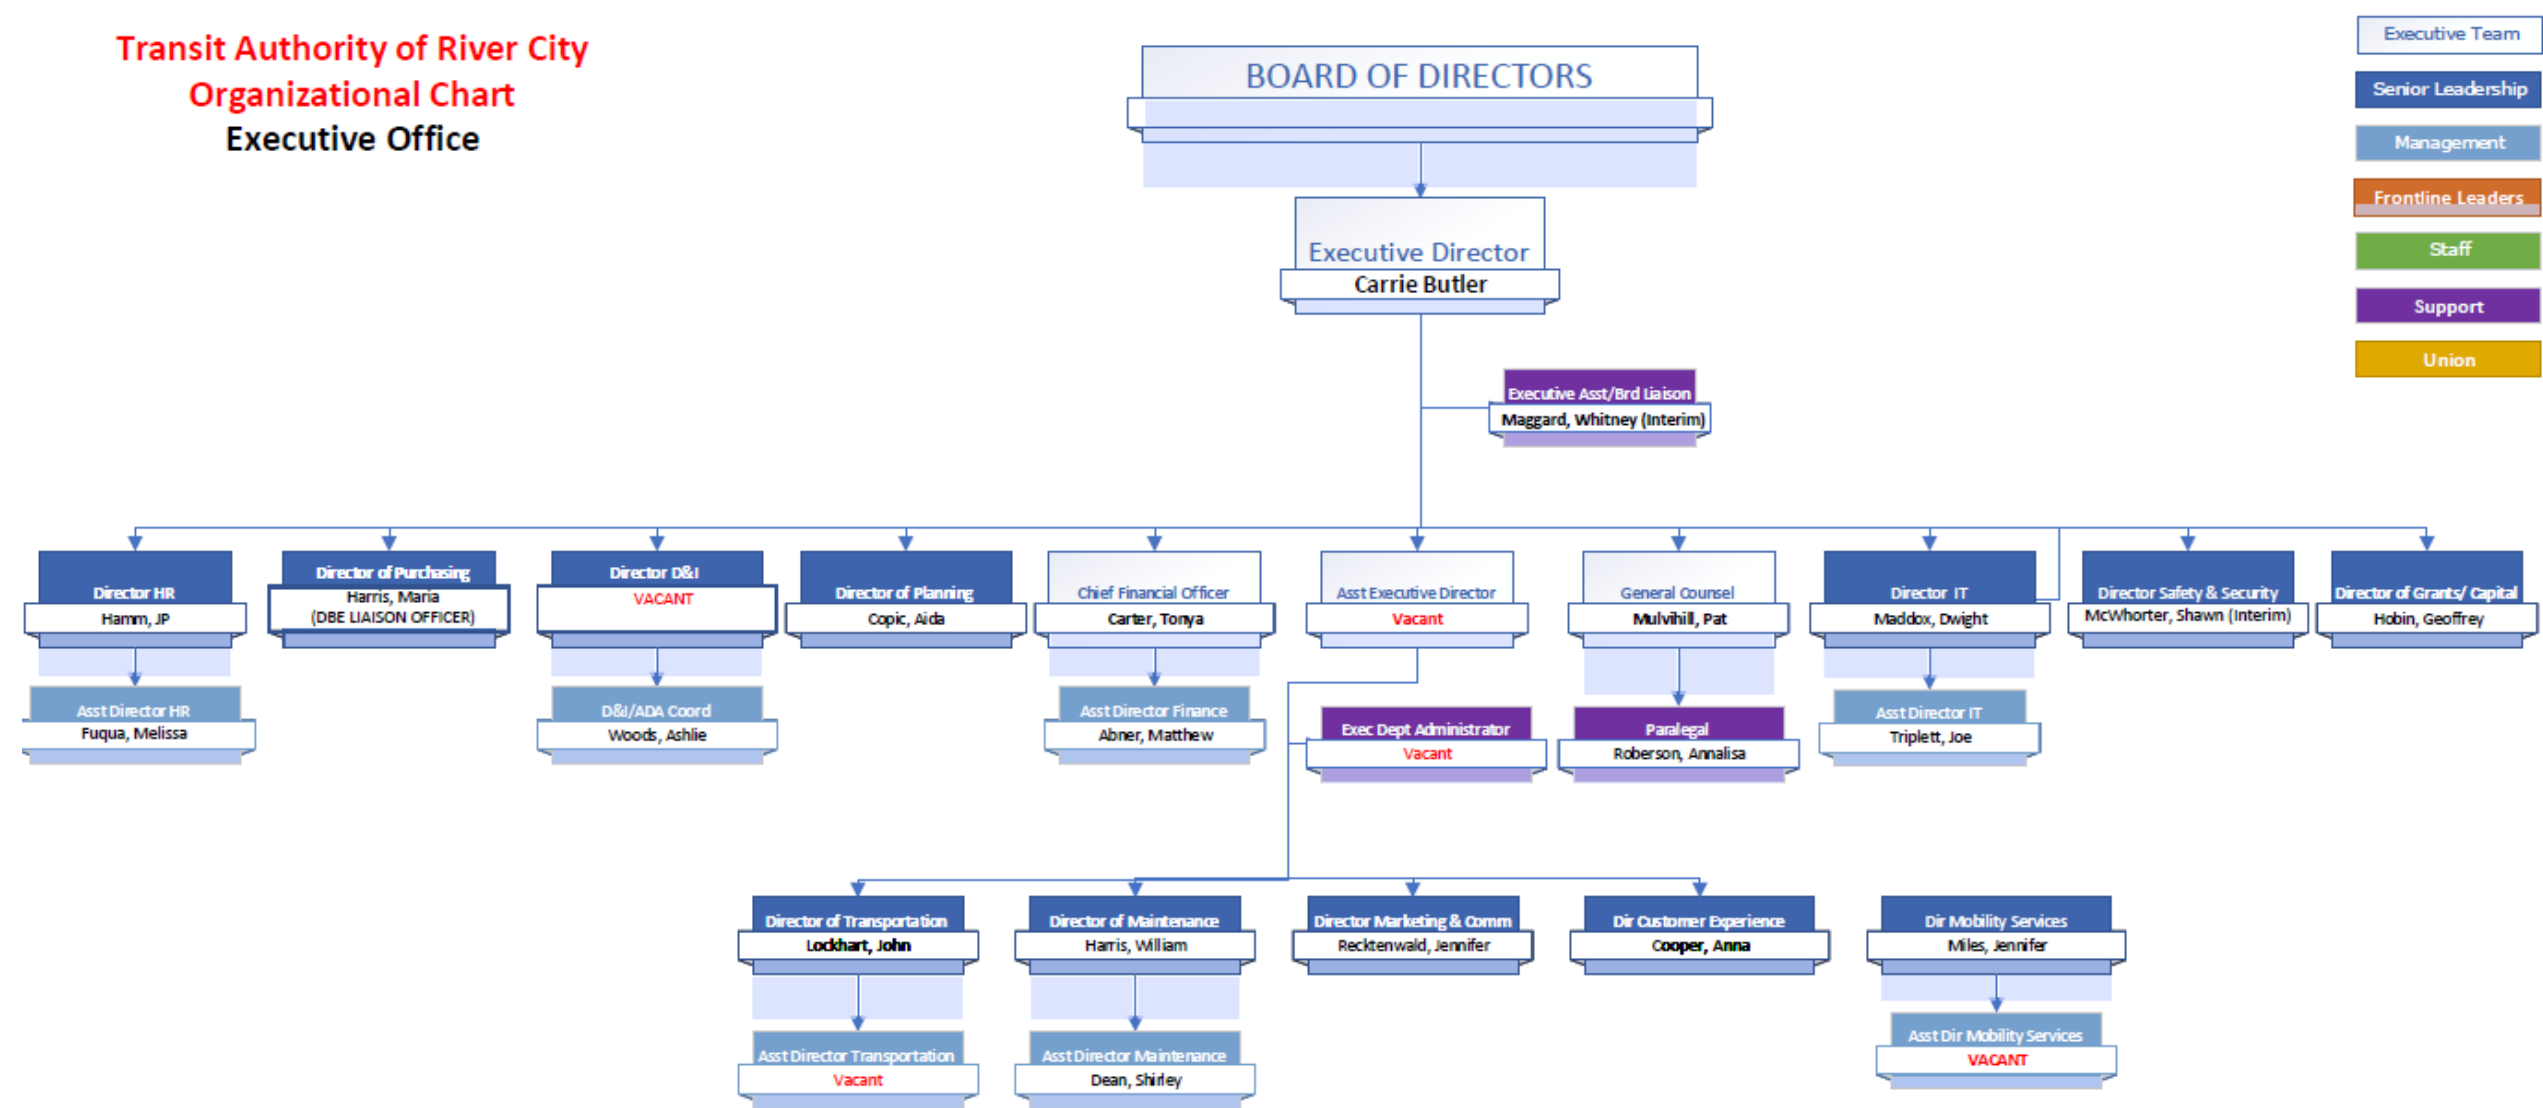 Transit Authority of River City
Organizational Chart
Executive Office
BOARD OF DIRECTORS
Executive Team
Senior Leadership
Management
Frontline Leaders
Staff
Support
Union
Executive Director
Carrie Butler
Executive Asst/Brd Liaison
Maggard, Whitney (Interim)
Director HR
Hamm, JP
Director of Purchasing
Harris, Maria
(DBE LIAISON OFFICER)
Director D&I
VACANT
Director of Planning
Copic, Aida
Chief Financial Officer
Carter, Tonya
Asst Executive Director
Vacant
General Counsel
Mulvihill, Pat
Director IT
Maddox, Dwight
Director Safety & Security
McWhorter, Shawn (Interim)
Director of Grants/ Capital
Hobin, Geoffrey
Asst Director HR
Fuqua, Melissa
D&I/ADA Coord
Woods, Ashlie
Asst Director Finance
Abner, Matthew
Exec Dept Administrator
Vacant
Paralegal
Roberson, Annalisa
Asst Director IT
Triplett, Joe
Director of Transportation
Lockhart, John
Director of Maintenance
Harris, William
Director Marketing & Comm
Recktenwald, Jennifer
Dir Customer Experience
Cooper, Anna
Dir Mobility Services
Miles, Jennifer
Asst Director Transportation
Vacant
Asst Director Maintenance
Dean, Shirley
Asst Dir Mobility Services
VACANT